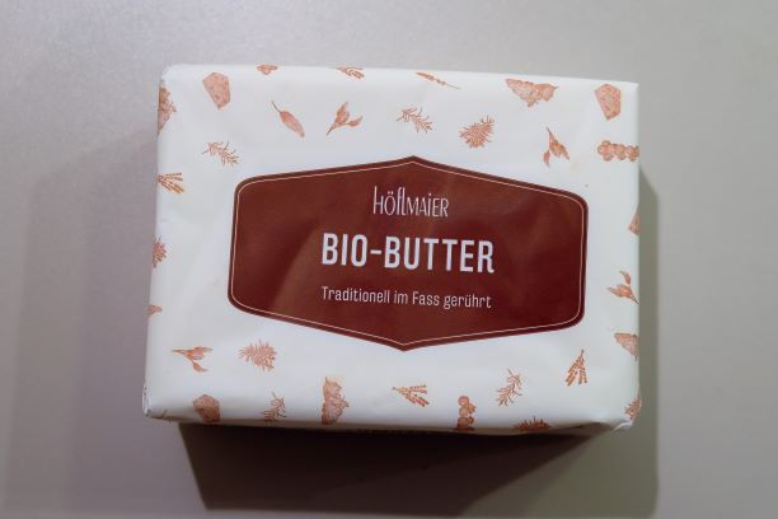 höflmaier
BIO-BUTTER
Traditionell im Fass gerührt